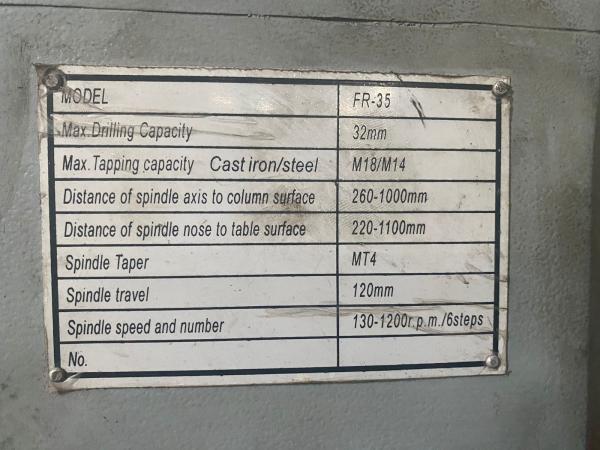 MODEL FR-35
Max.Drilling Capacity 32mm
Max.Tapping capacity Cast iron/steel M18/M14
Distance of spindle axis to column surface 260-1000mm
Distance of spindle nose to table surface 220-1100mm
Spindle Taper MT4
Spindle travel 120mm
Spindle speed and number 130-1200r.p.m./6steps
No.